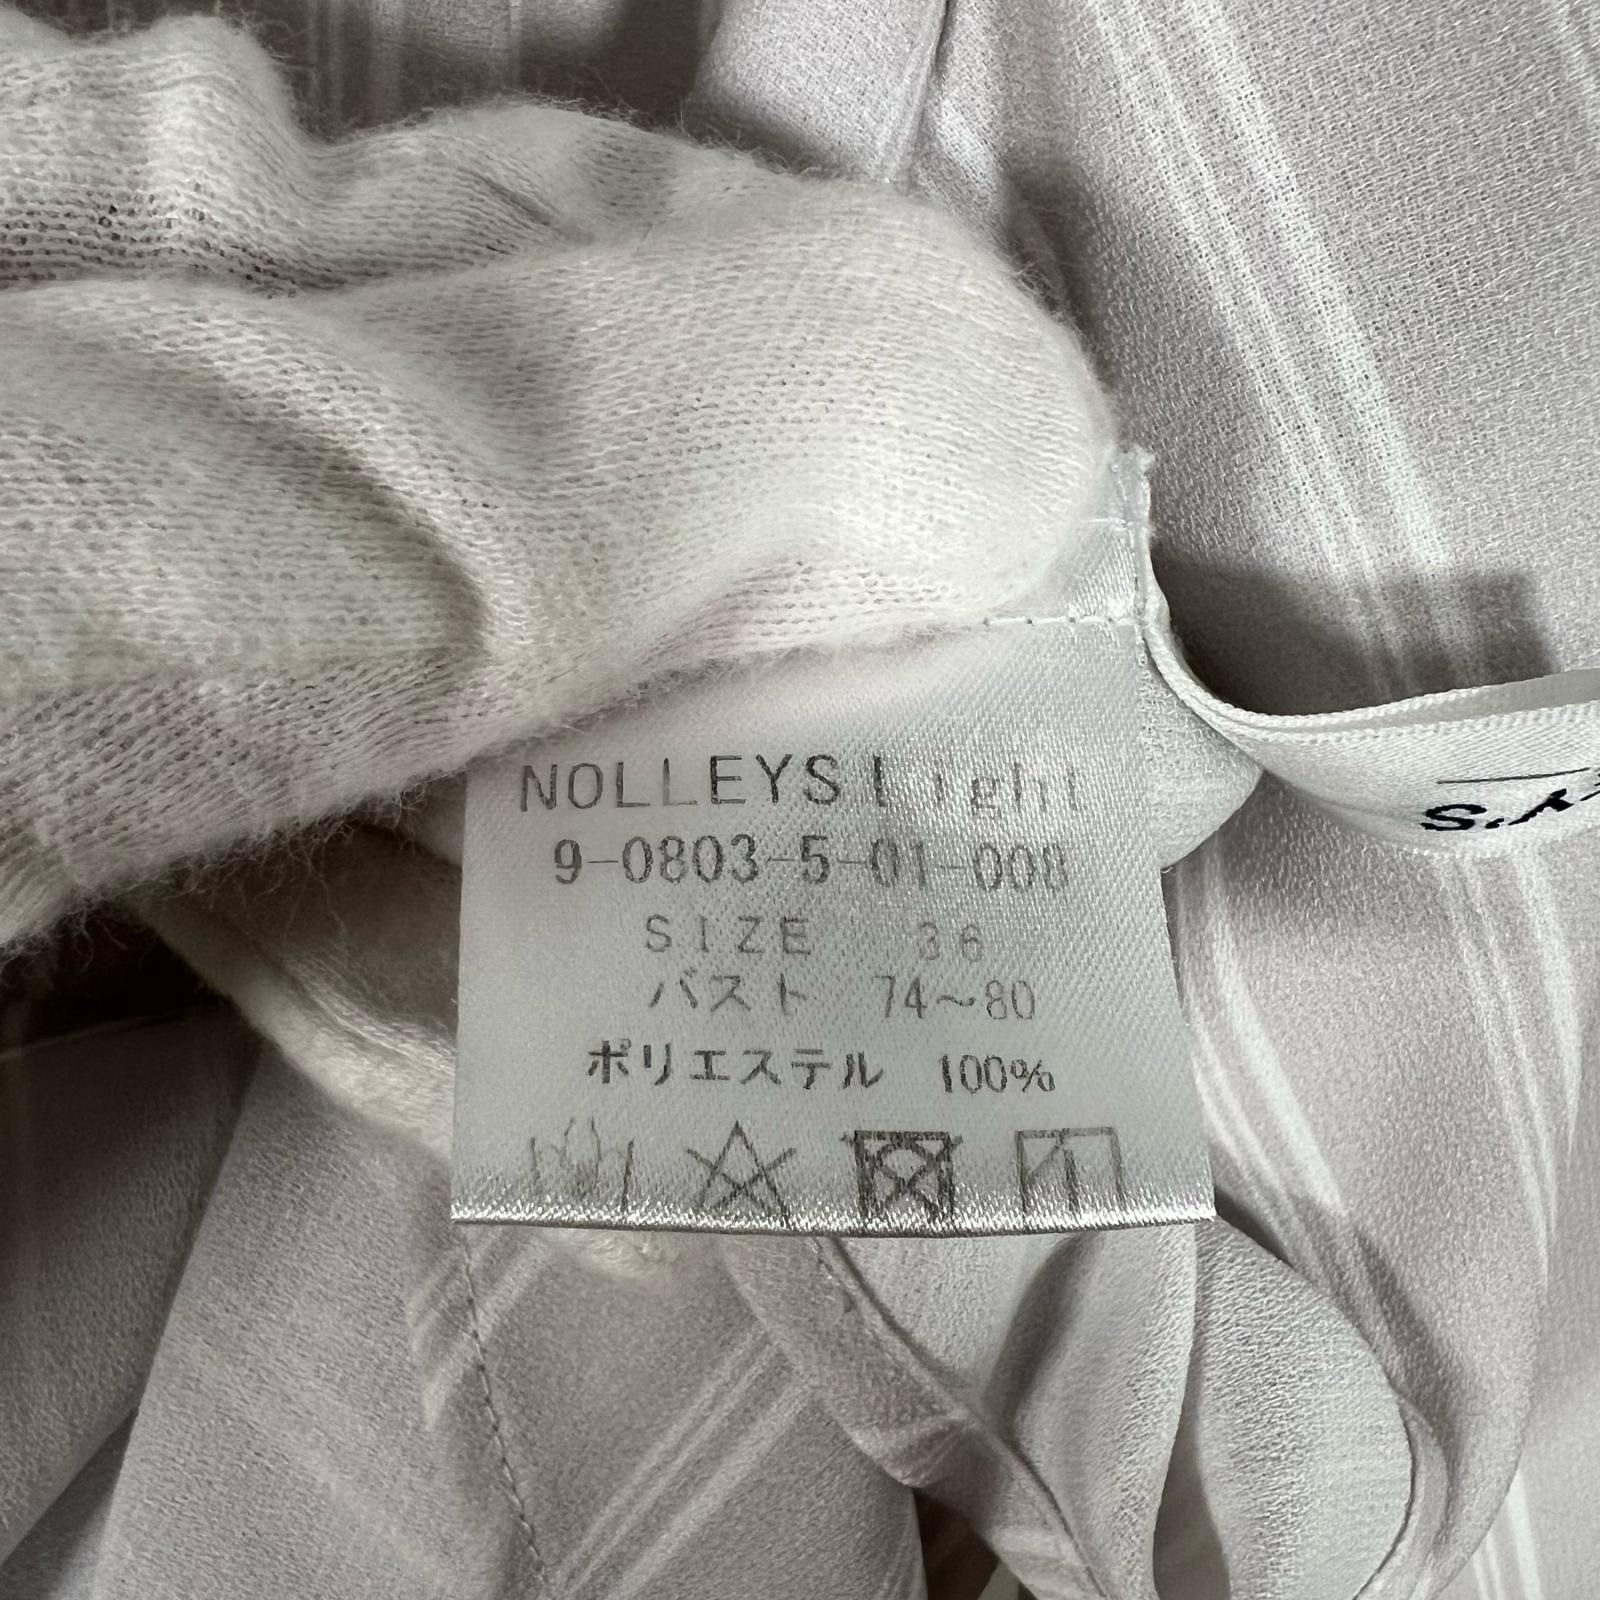 NOLLEYS Light
9-0803-5-01-008
SIZE 36
バスト 74～80
ポリエステル 100%